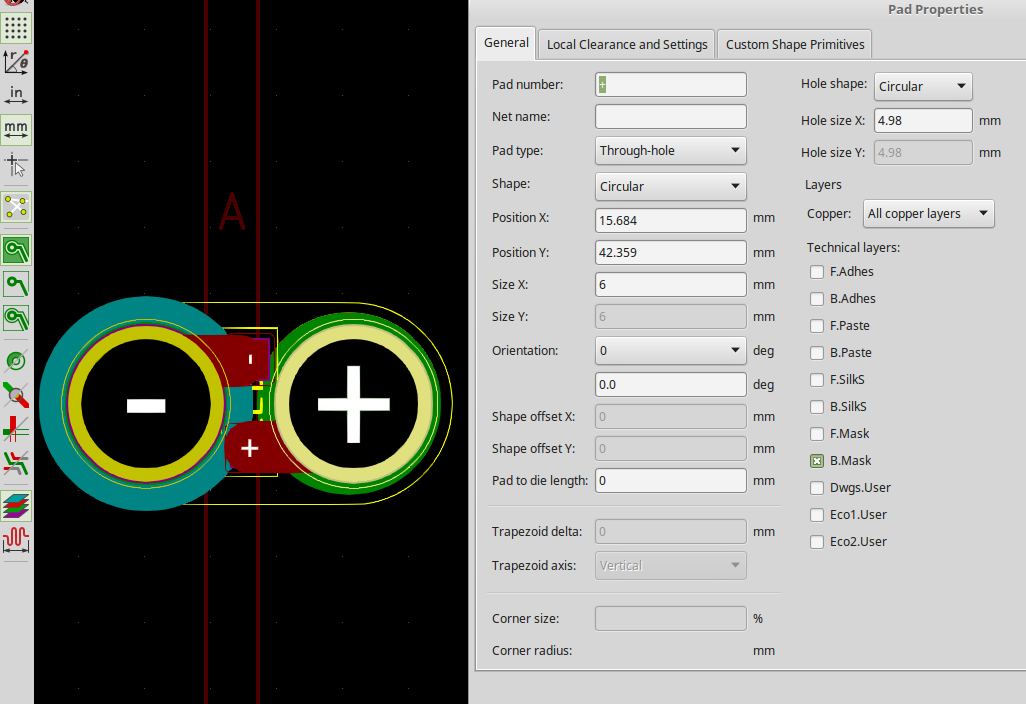 Pad Properties
General
Local Clearance and Settings
Custom Shape Primitives
Pad number:
+
Net name:
Pad type:
Through-hole
Shape:
Circular
Position X:
15.684
mm
Position Y:
42.359
mm
Size X:
6
mm
Size Y:
6
mm
Orientation:
0
deg
0.0
deg
Shape offset X:
0
mm
Shape offset Y:
0
mm
Pad to die length:
0
mm
Trapezoid delta:
0
mm
Trapezoid axis:
Vertical
Corner size:
%
Corner radius:
mm
Hole shape:
Circular
Hole size X:
4.98
mm
Hole size Y:
4.98
mm
Layers
Copper:
All copper layers
Technical layers:
F.Adhes
B.Adhes
F.Paste
B.Paste
F.SilkS
B.SilkS
F.Mask
B.Mask
Dwgs.User
Eco1.User
Eco2.User
r
θ
in
mm
A
-
+
-
+